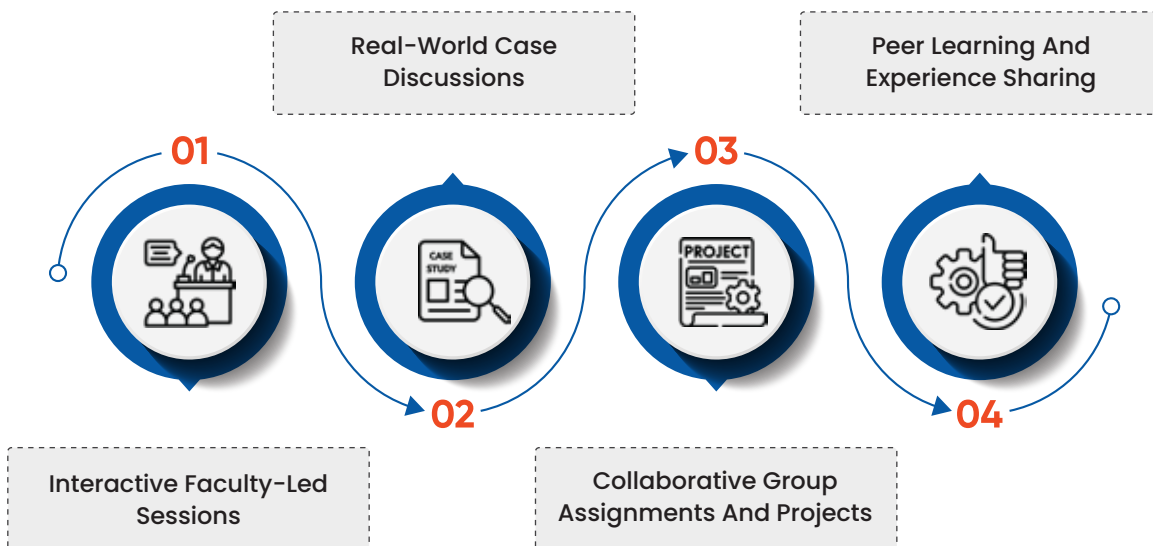 Real-World Case
Discussions
Peer Learning And
Experience Sharing
01
03
CASE
STUDY
PROJECT
02
04
Interactive Faculty-Led
Sessions
Collaborative Group
Assignments And Projects